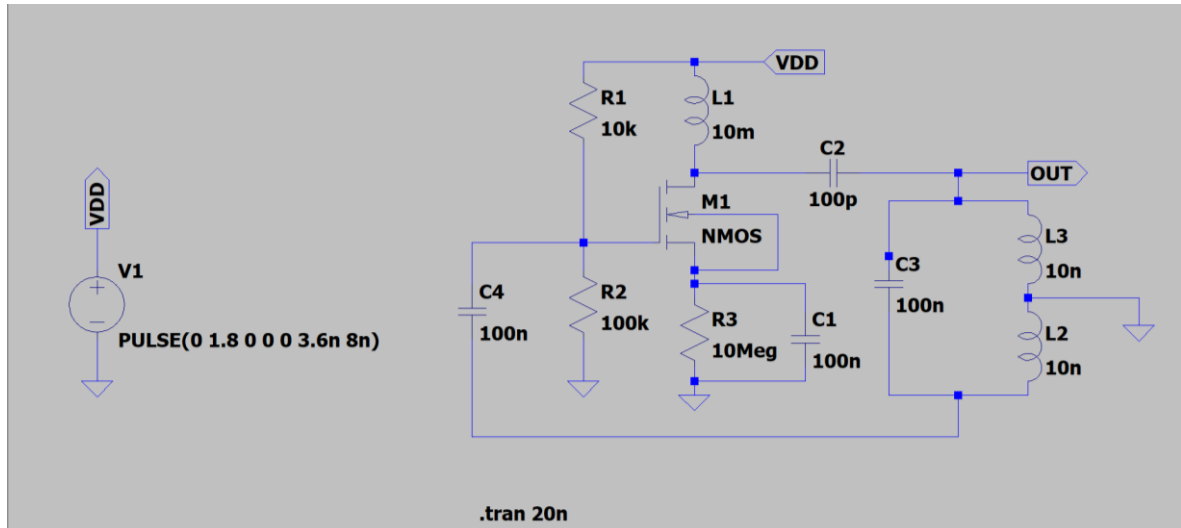 VDD
R1
10k
L1
10m
C2
100p
OUT
VDD
M1
NMOS
L3
10n
C3
100n
V1
PULSE(0 1.8 0 0 0 3.6n 8n)
C4
100n
R2
100k
R3
10Meg
C1
100n
L2
10n
.tran 20n